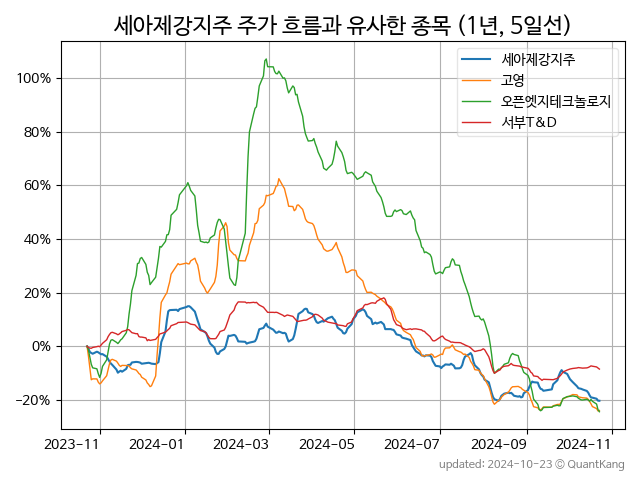 세아제강지주 주가 흐름과 유사한 종목 (1년, 5일선)
세아제강지주
고영
오픈엣지테크놀로지
서부T&D
100%
80%
60%
40%
20%
0%
−20%
2023-11 2024-01 2024-03 2024-05 2024-07 2024-09 2024-11
updated: 2024-10-23 ⓒ QuantKang